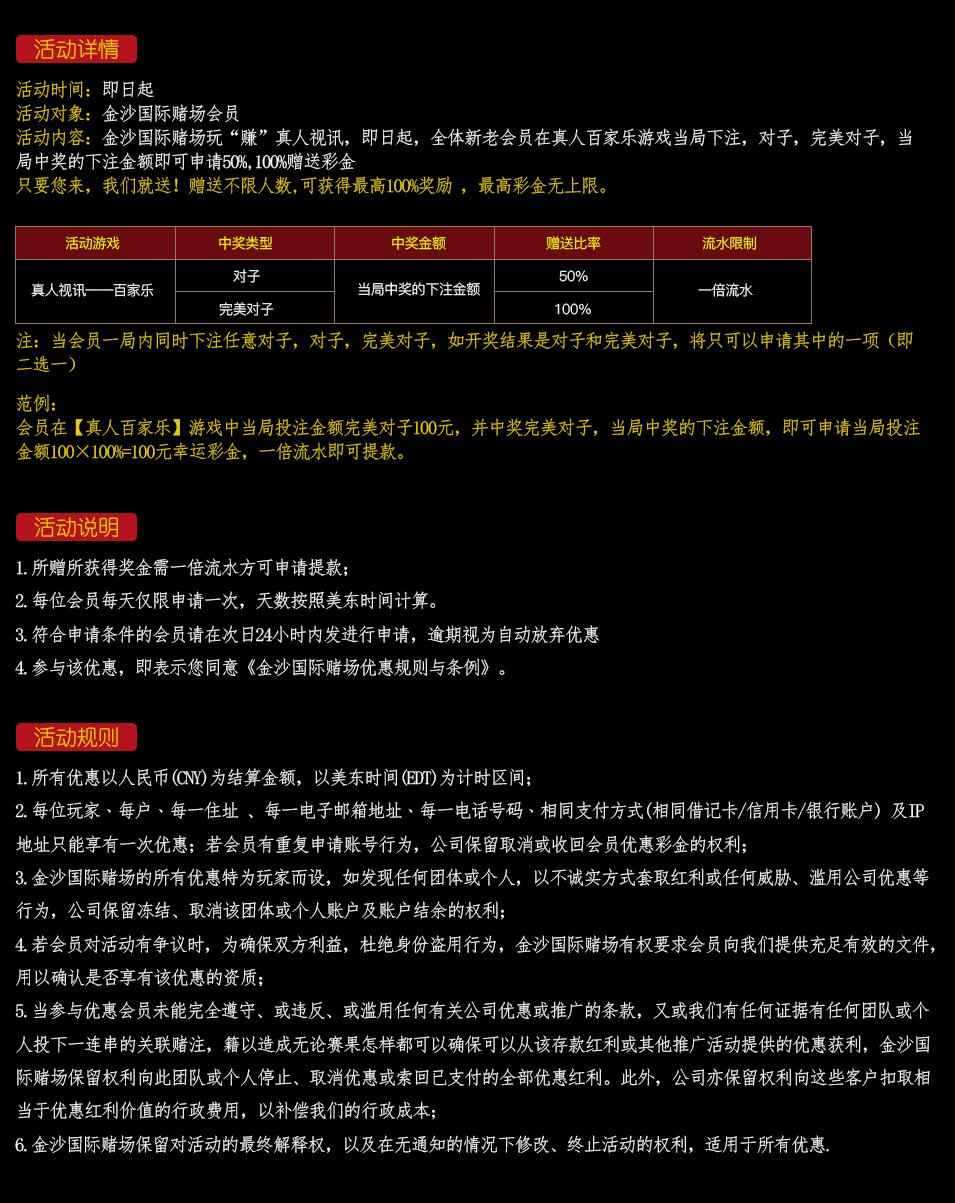 活动详情
活动时间：即日起
活动对象：金沙国际赌场会员
活动内容：金沙国际赌场玩“赚”真人视讯，即日起，全体新老会员在真人百家乐游戏当局下注，对子，完美对子，当
局中奖的下注金额即可申请50%,100%赠送彩金
只要您来，我们就送！赠送不限人数,可获得最高100%奖励 ，最高彩金无上限。
活动游戏 中奖类型 中奖金额 赠送比率 流水限制
真人视讯——百家乐 对子 当局中奖的下注金额 50% 一倍流水
完美对子 100%
注：当会员一局内同时下注任意对子，对子，完美对子，如开奖结果是对子和完美对子，将只可以申请其中的一项（即
二选一）
范例：
会员在【真人百家乐】游戏中当局投注金额完美对子100元，并中奖完美对子，当局中奖的下注金额，即可申请当局投注
金额100×100%=100元幸运彩金，一倍流水即可提款。
活动说明
1.所赠所获得奖金需一倍流水方可申请提款；
2.每位会员每天仅限申请一次，天数按照美东时间计算。
3.符合申请条件的会员请在次日24小时内发进行申请，逾期视为自动放弃优惠
4.参与该优惠，即表示您同意《金沙国际赌场优惠规则与条例》。
活动规则
1.所有优惠以人民币(CNY)为结算金额，以美东时间(EDT)为计时区间；
2.每位玩家、每户、每一住址 、每一电子邮箱地址、每一电话号码、相同支付方式(相同借记卡/信用卡/银行账户) 及IP
地址只能享有一次优惠；若会员有重复申请账号行为，公司保留取消或收回会员优惠彩金的权利；
3.金沙国际赌场的所有优惠特为玩家而设，如发现任何团体或个人，以不诚实方式套取红利或任何威胁、滥用公司优惠等
行为，公司保留冻结、取消该团体或个人账户及账户结余的权利；
4.若会员对活动有争议时，为确保双方利益，杜绝身份盗用行为，金沙国际赌场有权要求会员向我们提供充足有效的文件，
用以确认是否享有该优惠的资质；
5.当参与优惠会员未能完全遵守、或违反、或滥用任何有关公司优惠或推广的条款，又或我们有任何证据有任何团队或个
人投下一连串的关联赌注，籍以造成无论赛果怎样都可以确保可以从该存款红利或其他推广活动提供的优惠获利，金沙国
际赌场保留权利向此团队或个人停止、取消优惠或索回已支付的全部优惠红利。此外，公司亦保留权利向这些客户扣取相
当于优惠红利价值的行政费用，以补偿我们的行政成本；
6.金沙国际赌场保留对活动的最终解释权，以及在无通知的情况下修改、终止活动的权利，适用于所有优惠.